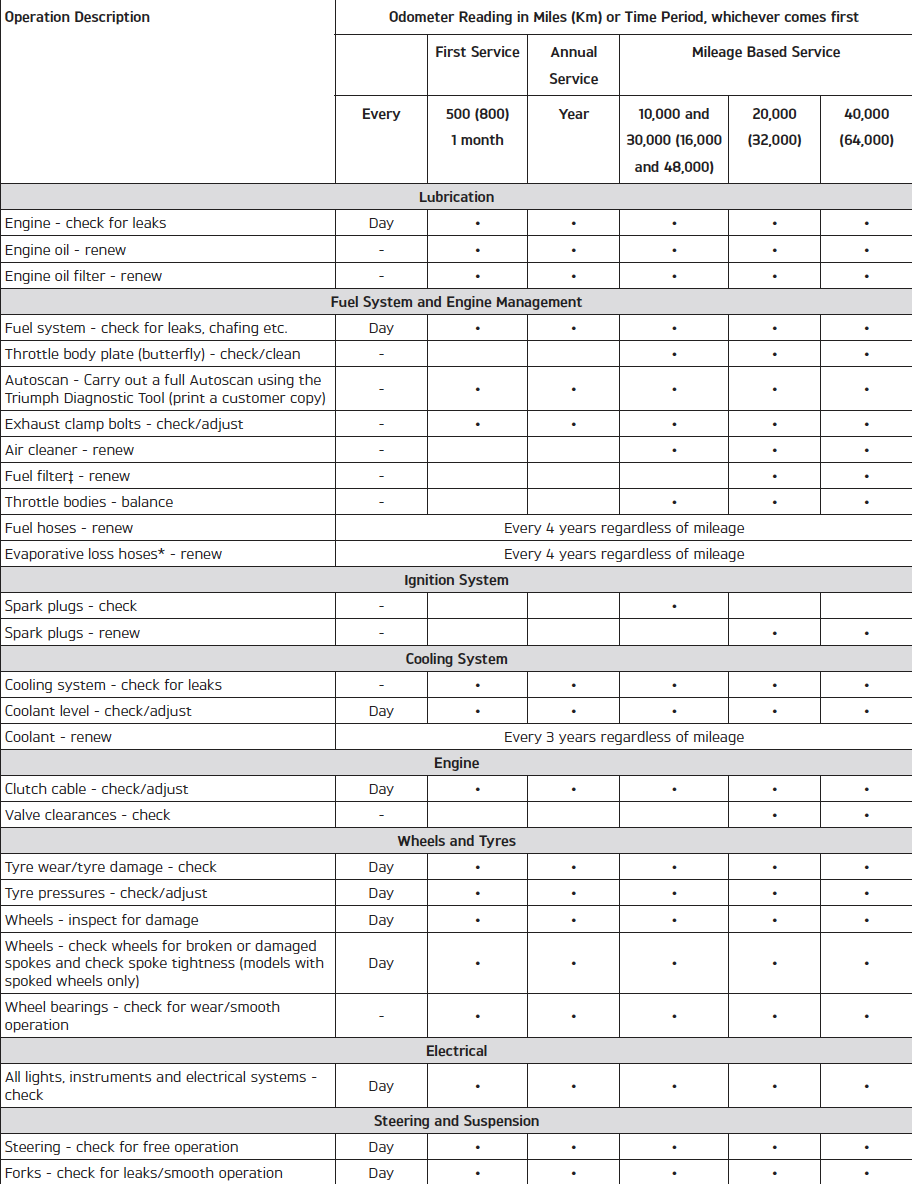 Operation Description
Odometer Reading in Miles (Km) or Time Period, whichever comes first
First Service
Annual
Service
Mileage Based Service
Every
500 (800)
1 month
Year
10,000 and
30,000 (16,000
and 48,000)
20,000
(32,000)
40,000
(64,000)
Lubrication
Engine - check for leaks Day • • • • •
Engine oil - renew - • • • • •
Engine oil filter - renew - • • • • •
Fuel System and Engine Management
Fuel system - check for leaks, chafing etc. Day • • • • •
Throttle body plate (butterfly) - check/clean - • • •
Autoscan - Carry out a full Autoscan using the
Triumph Diagnostic Tool (print a customer copy) - • • • • •
Exhaust clamp bolts - check/adjust - • • • • •
Air cleaner - renew - • • •
Fuel filter‡ - renew - • •
Throttle bodies - balance - • • •
Fuel hoses - renew Every 4 years regardless of mileage
Evaporative loss hoses* - renew Every 4 years regardless of mileage
Ignition System
Spark plugs - check - •
Spark plugs - renew - • •
Cooling System
Cooling system - check for leaks - • • • • •
Coolant level - check/adjust Day • • • • •
Coolant - renew Every 3 years regardless of mileage
Engine
Clutch cable - check/adjust Day • • • • •
Valve clearances - check - • •
Wheels and Tyres
Tyre wear/tyre damage - check Day • • • • •
Tyre pressures - check/adjust Day • • • • •
Wheels - inspect for damage Day • • • • •
Wheels - check wheels for broken or damaged
spokes and check spoke tightness (models with
spoked wheels only) Day • • • • •
Wheel bearings - check for wear/smooth
operation - • • • • •
Electrical
All lights, instruments and electrical systems -
check Day • • • • •
Steering and Suspension
Steering - check for free operation Day • • • • •
Forks - check for leaks/smooth operation Day • • • • •